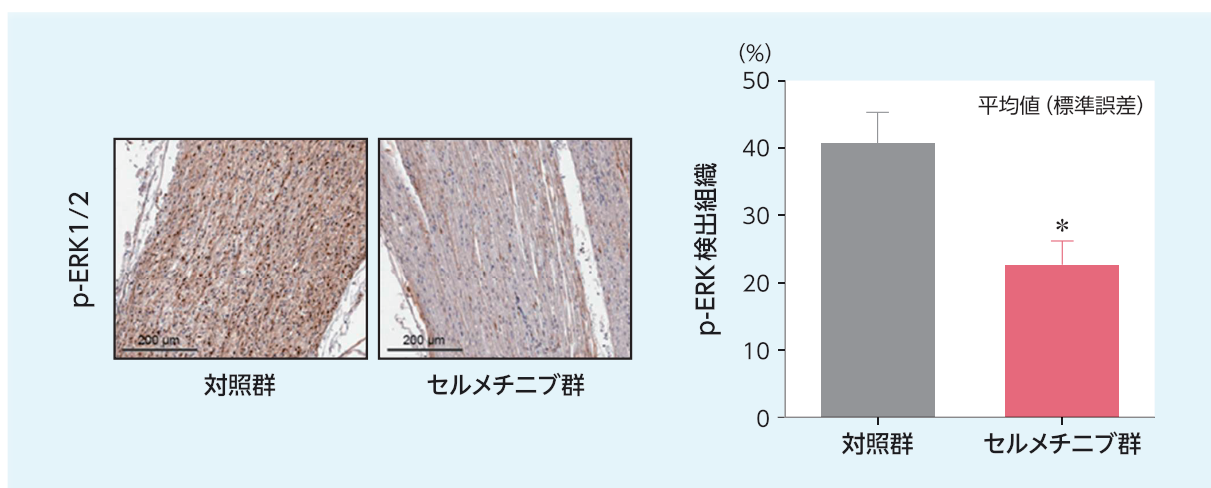 p-ERK1/2
200 μm
200 μm
対照群
セルメチニブ群
(%)
p-ERK 検出組織
50
40
30
20
10
0
平均値(標準誤差)
*
対照群
セルメチニブ群